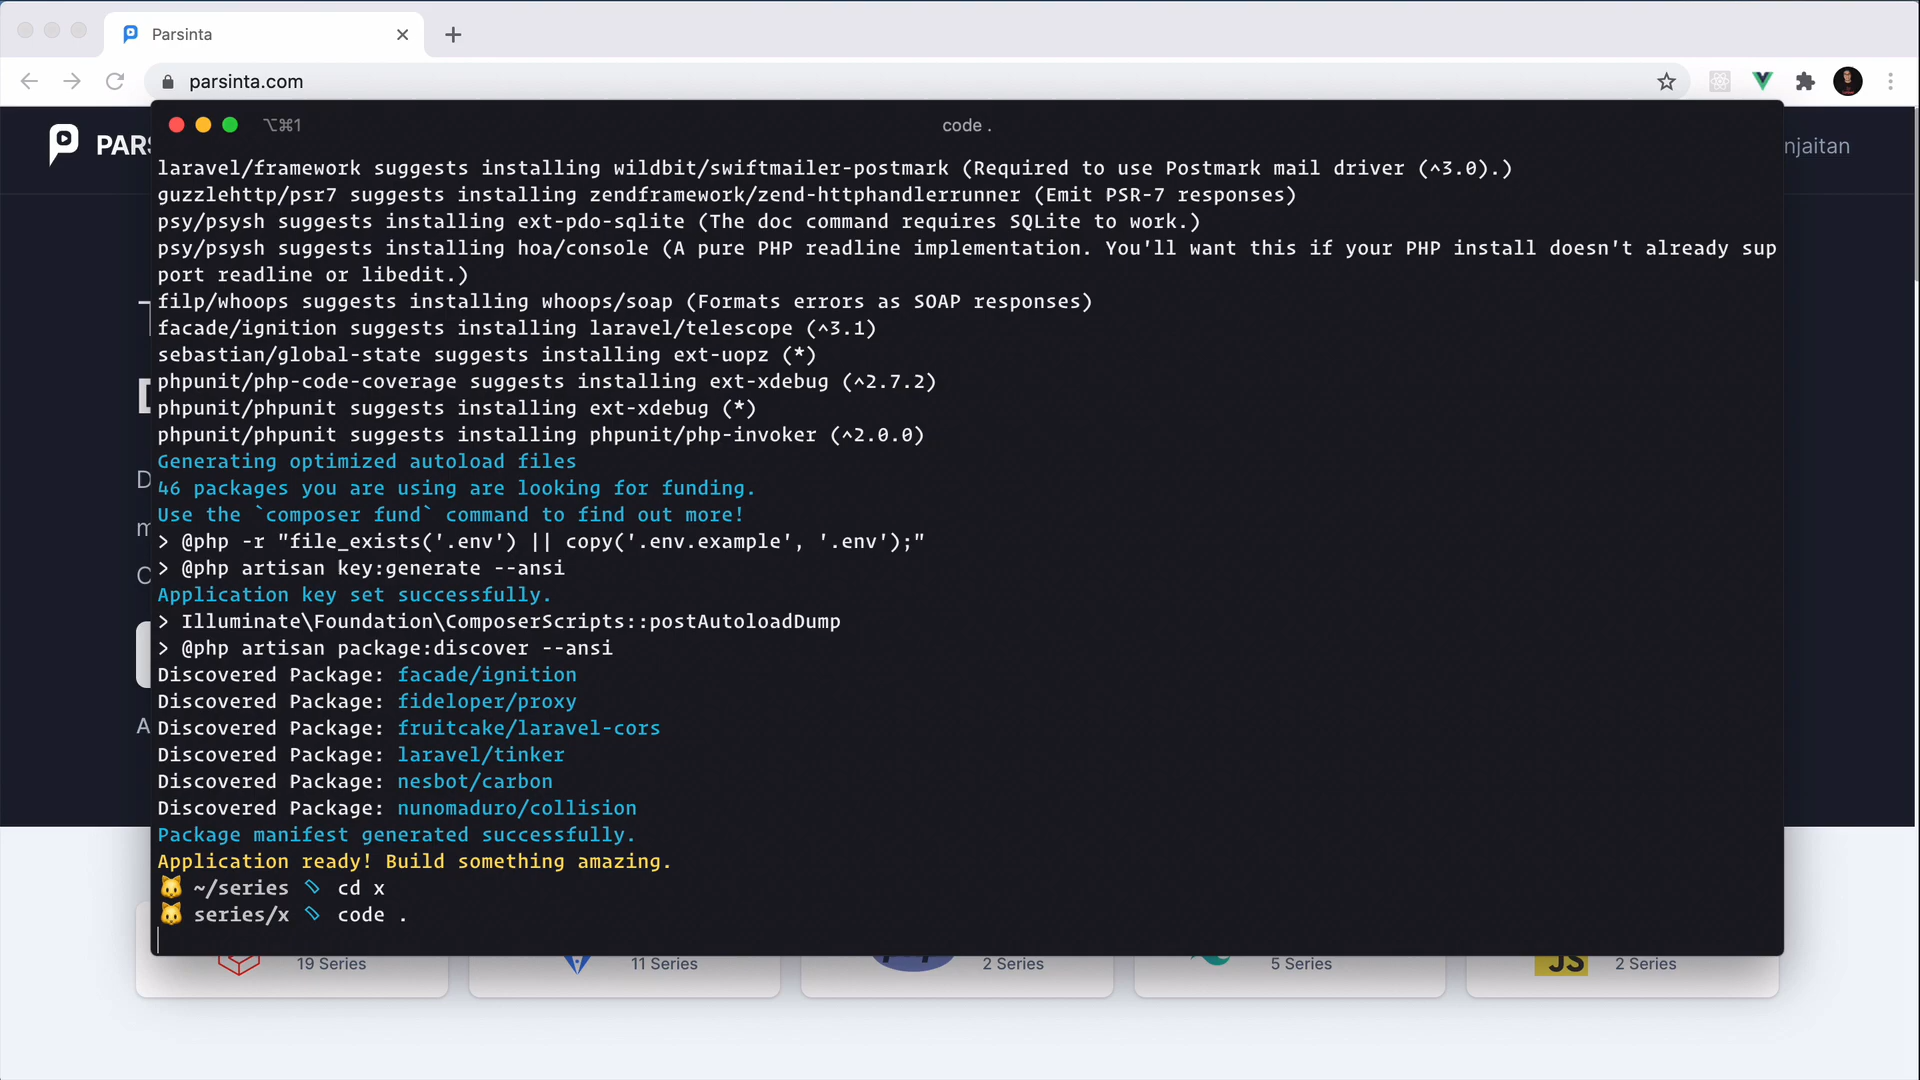 Parsinta
parsinta.com
⌥⌘1
code .
PARS
njaitan
laravel/framework suggests installing wildbit/swiftmailer-postmark (Required to use Postmark mail driver (^3.0).)
guzzlehttp/psr7 suggests installing zendframework/zend-httphandlerrunner (Emit PSR-7 responses)
psy/psysh suggests installing ext-pdo-sqlite (The doc command requires SQLite to work.)
psy/psysh suggests installing hoa/console (A pure PHP readline implementation. You'll want this if your PHP install doesn't already sup
port readline or libedit.)
filp/whoops suggests installing whoops/soap (Formats errors as SOAP responses)
facade/ignition suggests installing laravel/telescope (^3.1)
sebastian/global-state suggests installing ext-uopz (*)
phpunit/php-code-coverage suggests installing ext-xdebug (^2.7.2)
phpunit/phpunit suggests installing ext-xdebug (*)
phpunit/phpunit suggests installing phpunit/php-invoker (^2.0.0)
Generating optimized autoload files
46 packages you are using are looking for funding.
Use the `composer fund` command to find out more!
> @php -r "file_exists('.env') || copy('.env.example', '.env');"
> @php artisan key:generate --ansi
Application key set successfully.
> Illuminate\Foundation\ComposerScripts::postAutoloadDump
> @php artisan package:discover --ansi
Discovered Package: facade/ignition
Discovered Package: fideloper/proxy
Discovered Package: fruitcake/laravel-cors
Discovered Package: laravel/tinker
Discovered Package: nesbot/carbon
Discovered Package: nunomaduro/collision
Package manifest generated successfully.
Application ready! Build something amazing.
~/series cd x
series/x code .
19 Series
11 Series
2 Series
5 Series
JS 2 Series